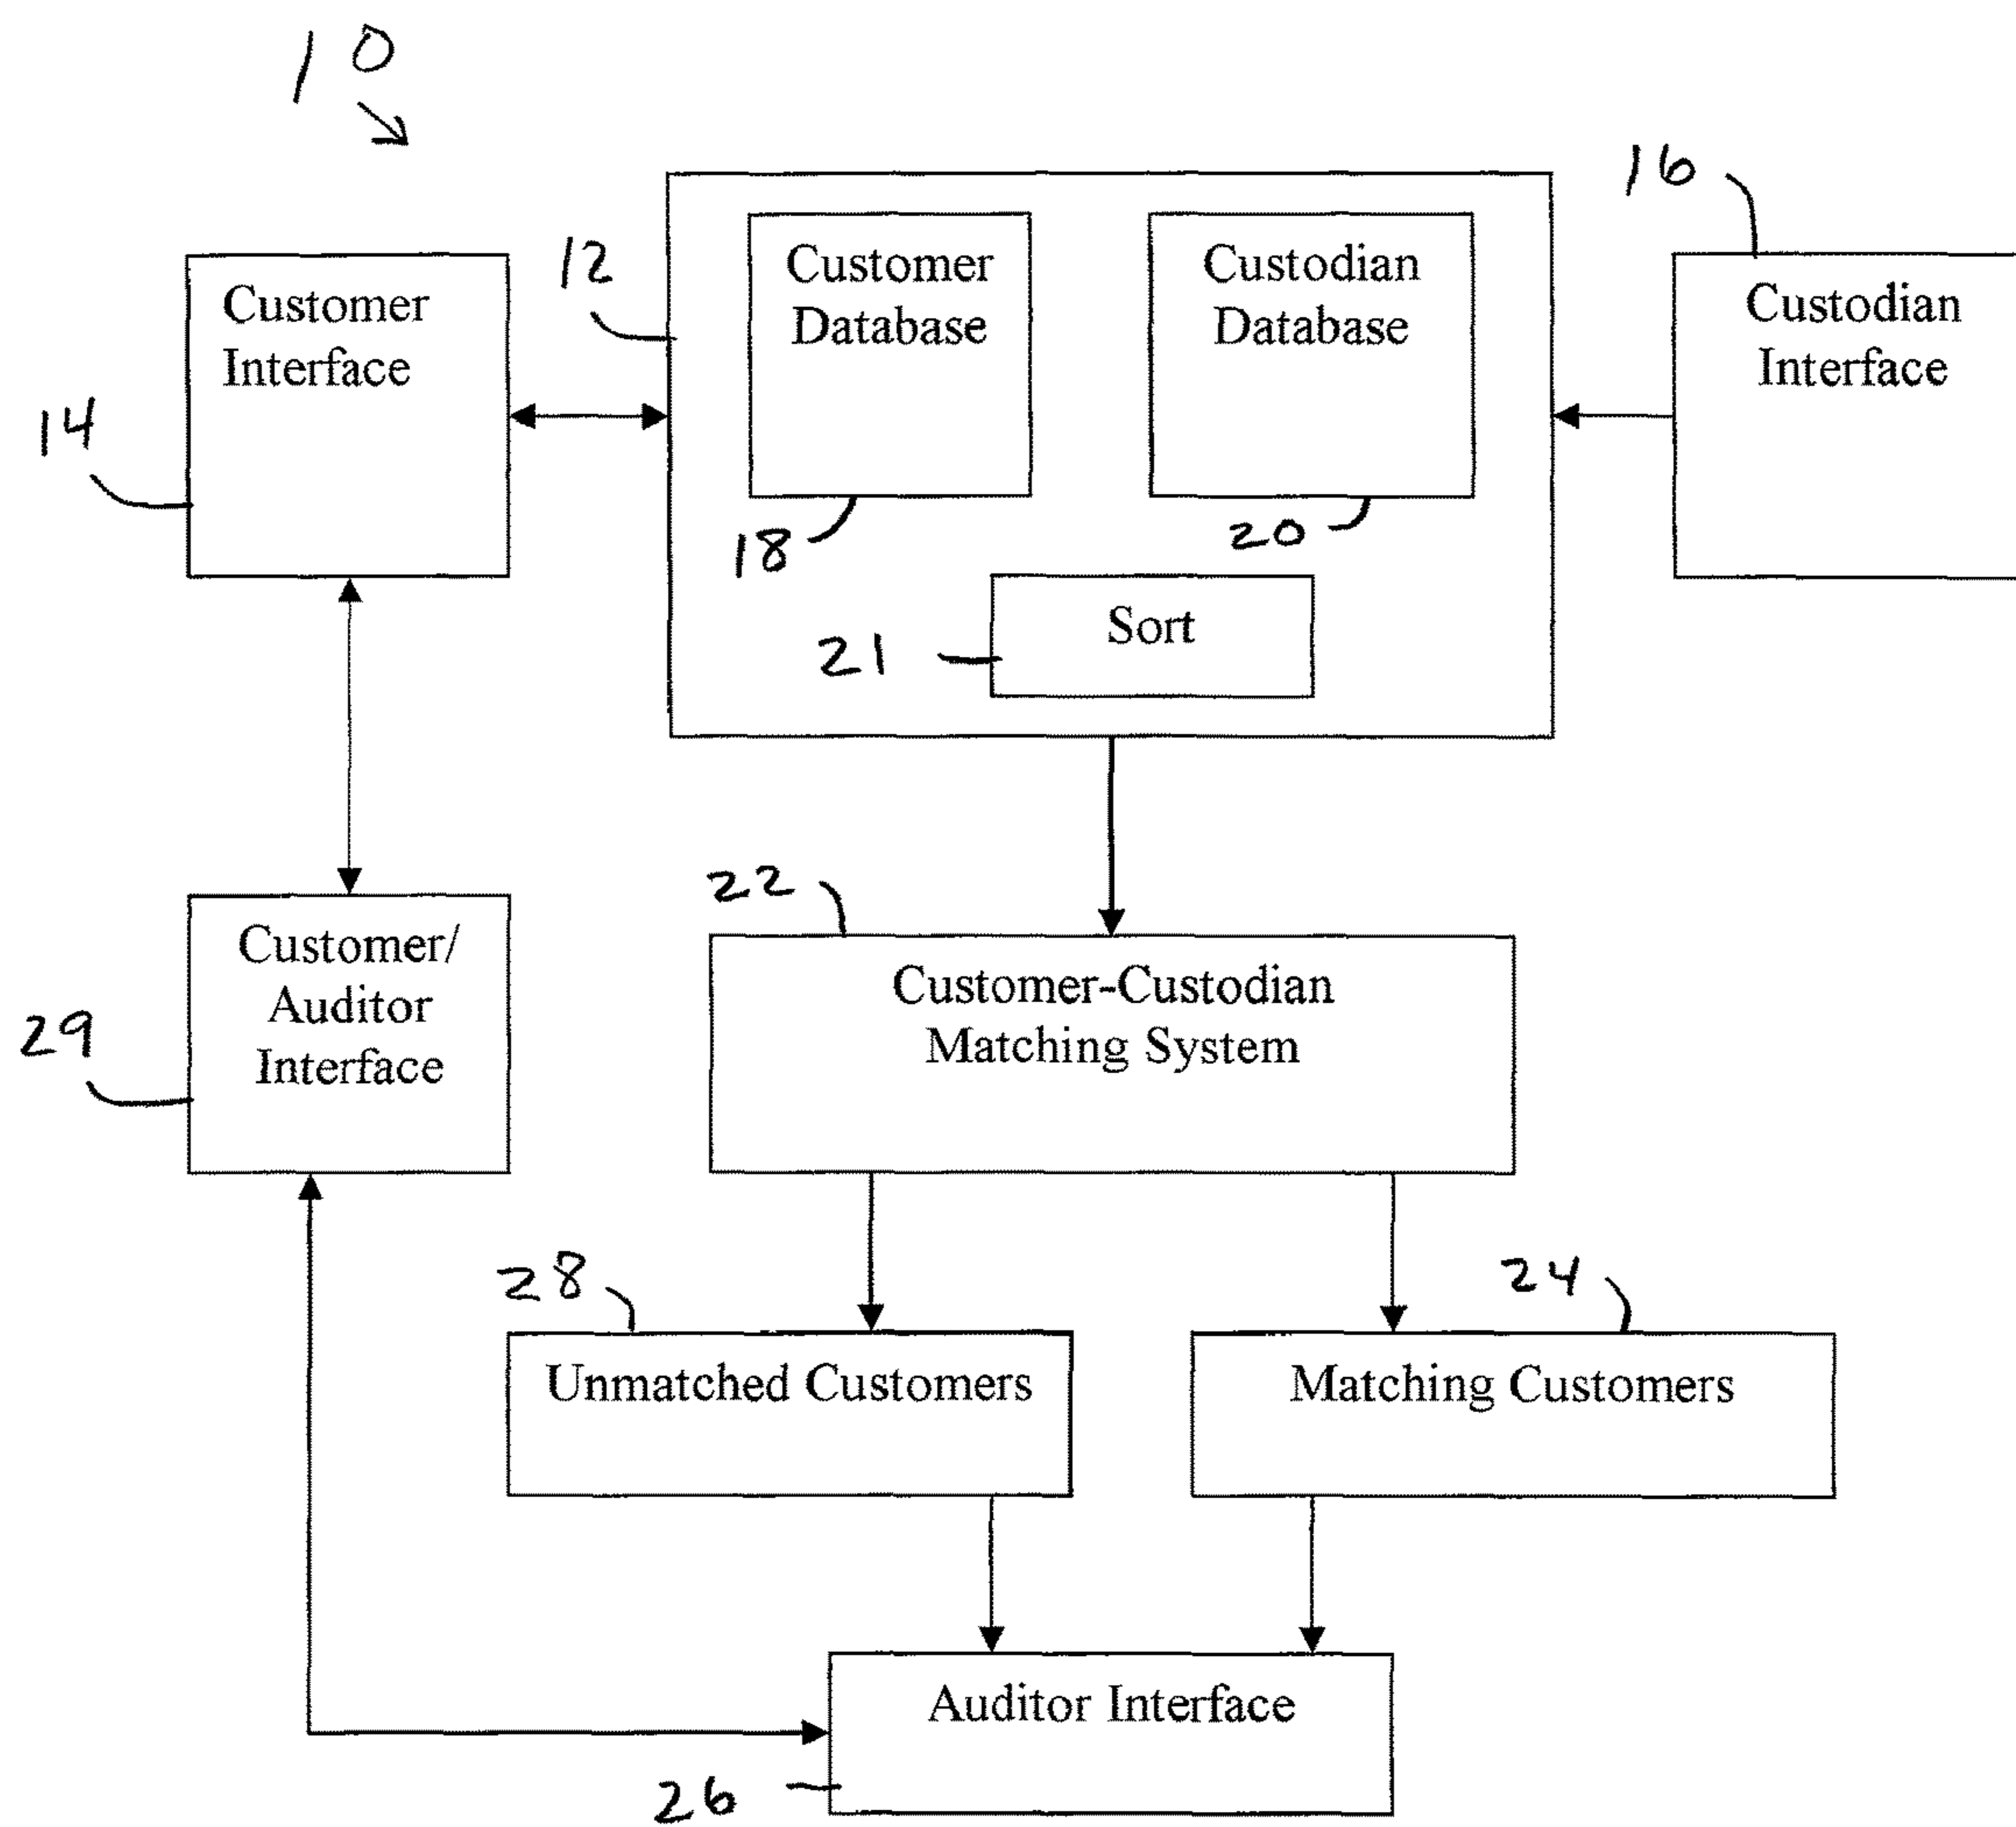 10
16
12
Customer
Database
Custodian
Database
Customer
Interface
Custodian
Interface
14
18
20
Sort
21
22
Customer/
Auditor
Interface
Customer-Custodian
Matching System
29
28
24
Unmatched Customers
Matching Customers
Auditor Interface
26